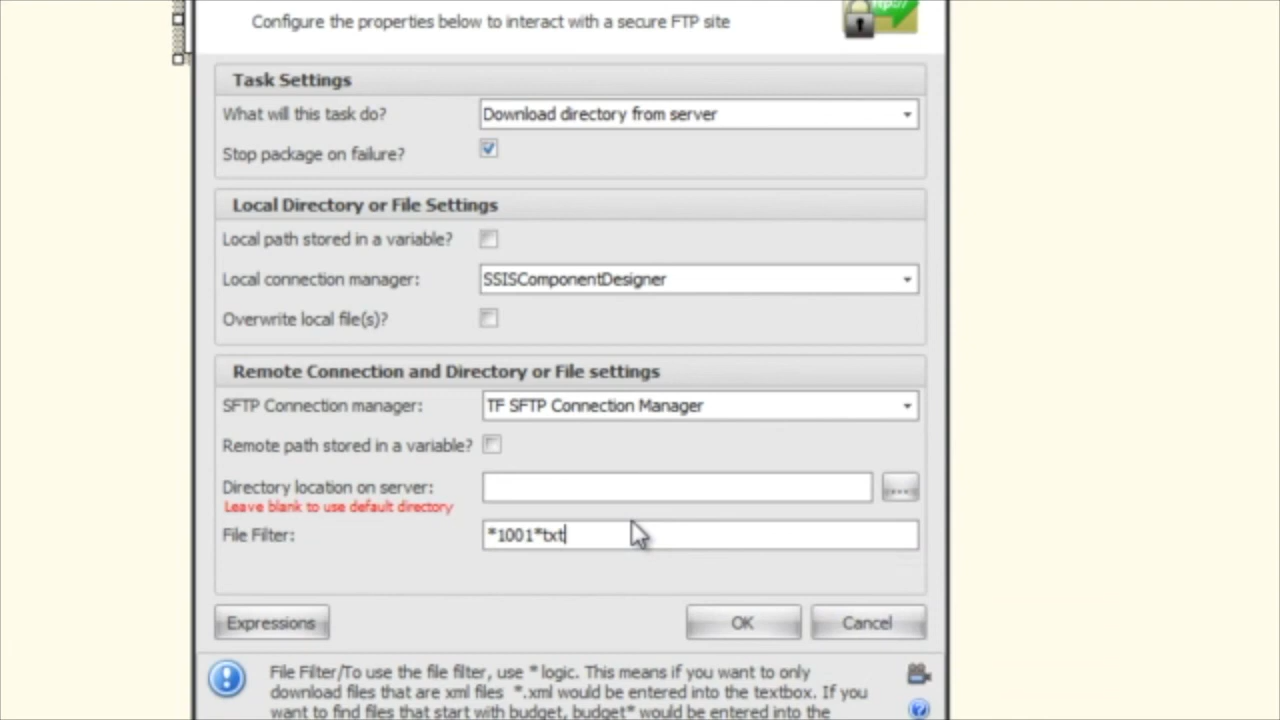 Configure the properties below to interact with a secure FTP site
Task Settings
What will this task do? Download directory from server
Stop package on failure?
Local Directory or File Settings
Local path stored in a variable?
Local connection manager: SSISComponentDesigner
Overwrite local file(s)?
Remote Connection and Directory or File settings
SFTP Connection manager: TF SFTP Connection Manager
Remote path stored in a variable?
Directory location on server: ....
Leave blank to use default directory
File Filter: *1001*txt
Expressions OK Cancel
File Filter/To use the file filter, use * logic. This means if you want to only
download files that are xml files *.xml would be entered into the textbox. If you
want to find files that start with budget, budget* would be entered into the